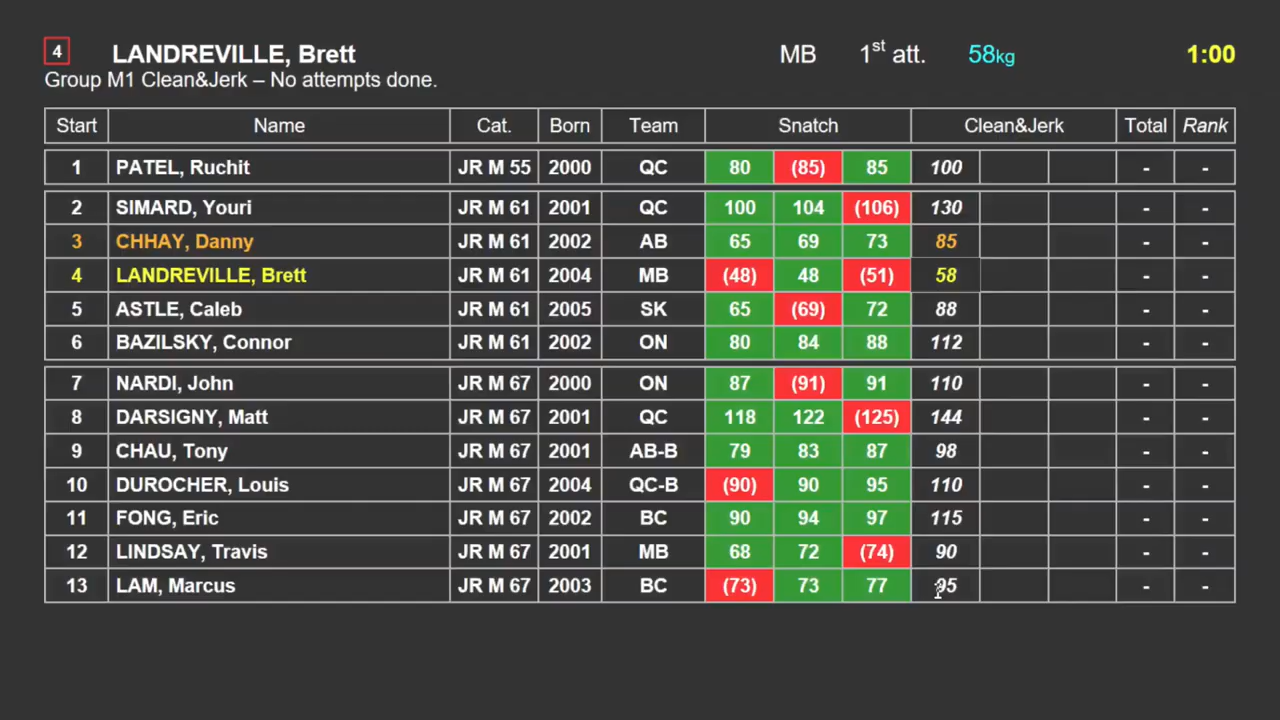 4 LANDREVILLE, Brett MB 1st att. 58kg 1:00
Group M1 Clean&Jerk – No attempts done.
Start Name Cat. Born Team Snatch Clean&Jerk Total Rank
1 PATEL, Ruchit JR M 55 2000 QC 80 (85) 85 100 - -
2 SIMARD, Youri JR M 61 2001 QC 100 104 (106) 130 - -
3 CHHAY, Danny JR M 61 2002 AB 65 69 73 85 - -
4 LANDREVILLE, Brett JR M 61 2004 MB (48) 48 (51) 58 - -
5 ASTLE, Caleb JR M 61 2005 SK 65 (69) 72 88 - -
6 BAZILSKY, Connor JR M 61 2002 ON 80 84 88 112 - -
7 NARDI, John JR M 67 2000 ON 87 (91) 91 110 - -
8 DARSIGNY, Matt JR M 67 2001 QC 118 122 (125) 144 - -
9 CHAU, Tony JR M 67 2001 AB-B 79 83 87 98 - -
10 DUROCHER, Louis JR M 67 2004 QC-B (90) 90 95 110 - -
11 FONG, Eric JR M 67 2002 BC 90 94 97 115 - -
12 LINDSAY, Travis JR M 67 2001 MB 68 72 (74) 90 - -
13 LAM, Marcus JR M 67 2003 BC (73) 73 77 95 - -